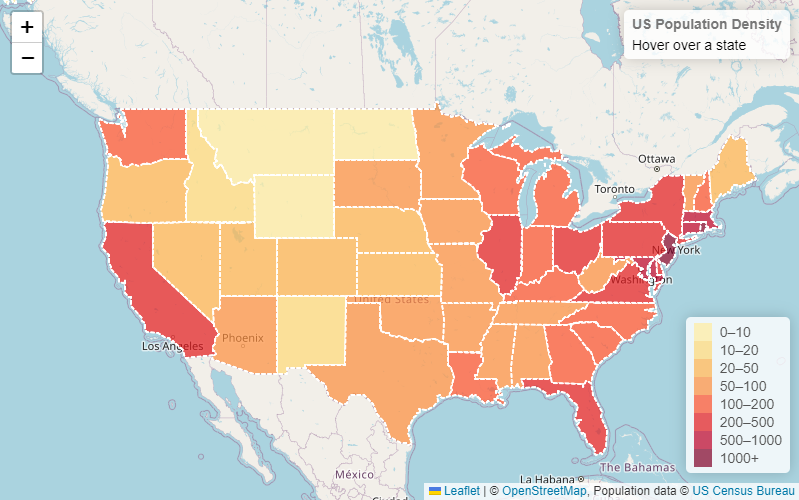 +
−
US Population Density
Hover over a state
Ottawa
Toronto
New York
Washington
United States
Phoenix
Los Angeles
0–10
10–20
20–50
50–100
100–200
200–500
500–1000
1000+
México
La Habana
The Bahamas
Ciudad
Leaflet | © OpenStreetMap, Population data © US Census Bureau